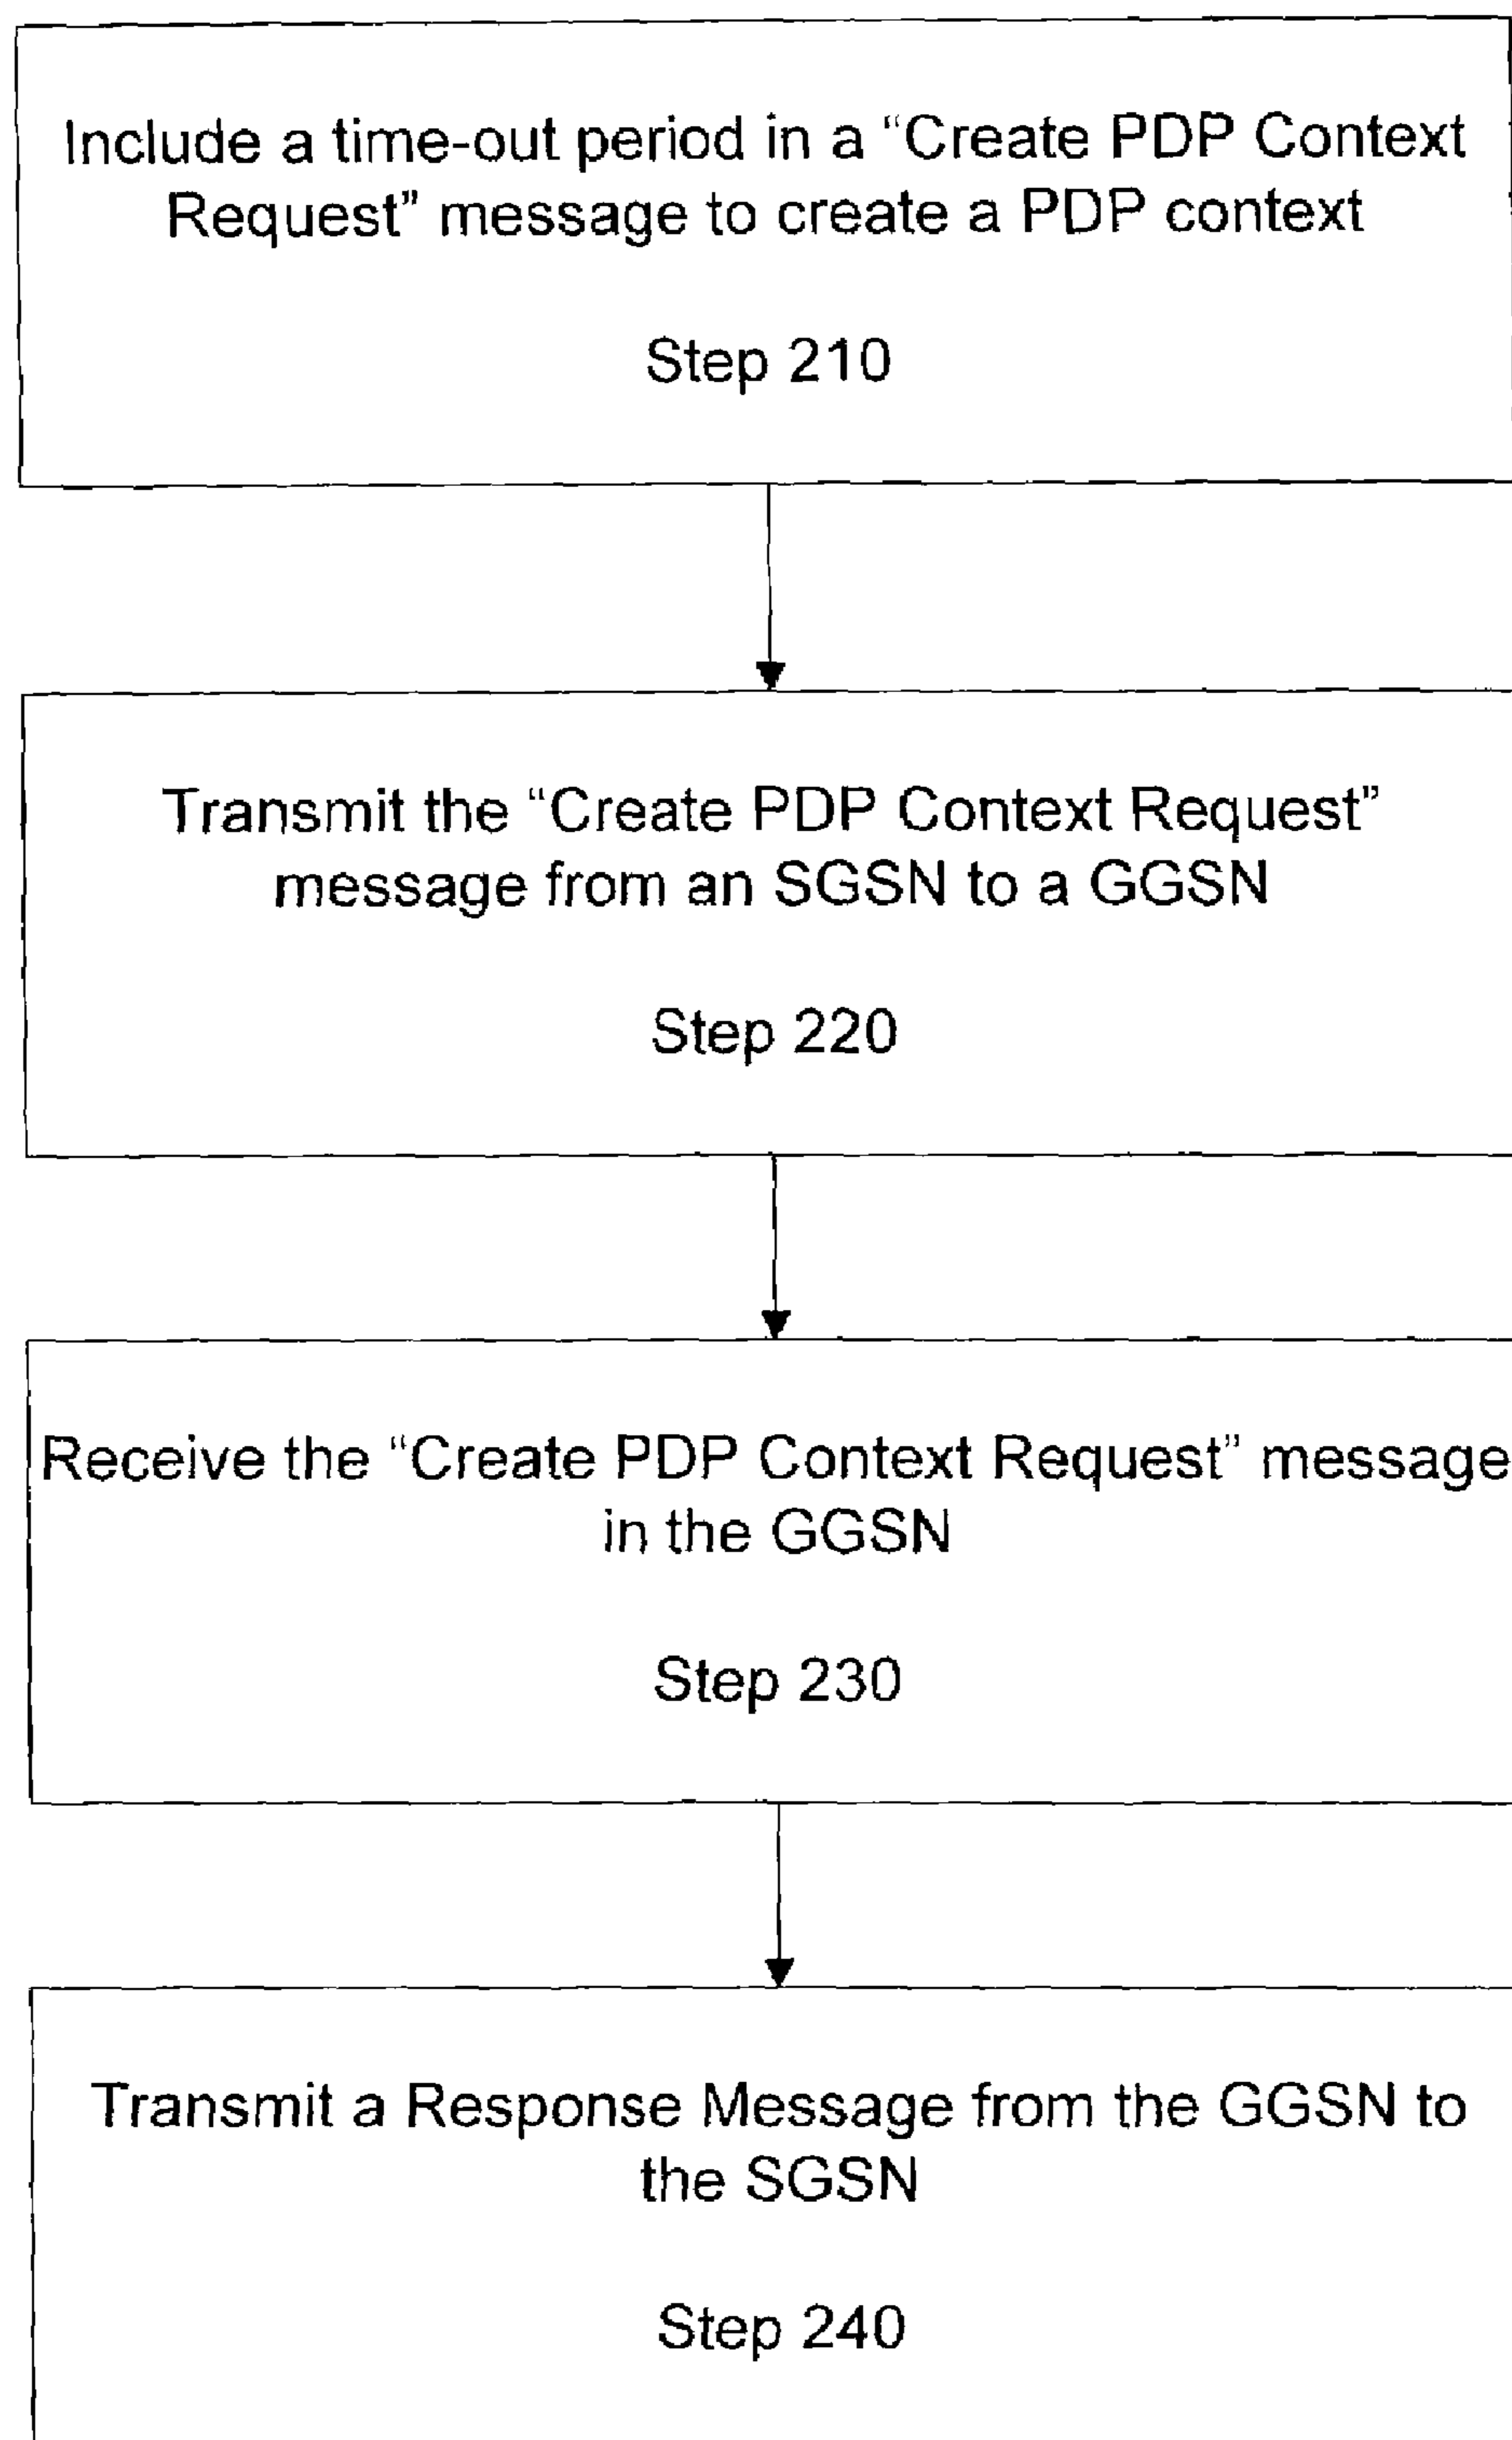 Include a time-out period in a “Create PDP Context
Request” message to create a PDP context
Step 210
Transmit the “Create PDP Context Request”
message from an SGSN to a GGSN
Step 220
Receive the “Create PDP Context Request” message
in the GGSN
Step 230
Transmit a Response Message from the GGSN to
the SGSN
Step 240